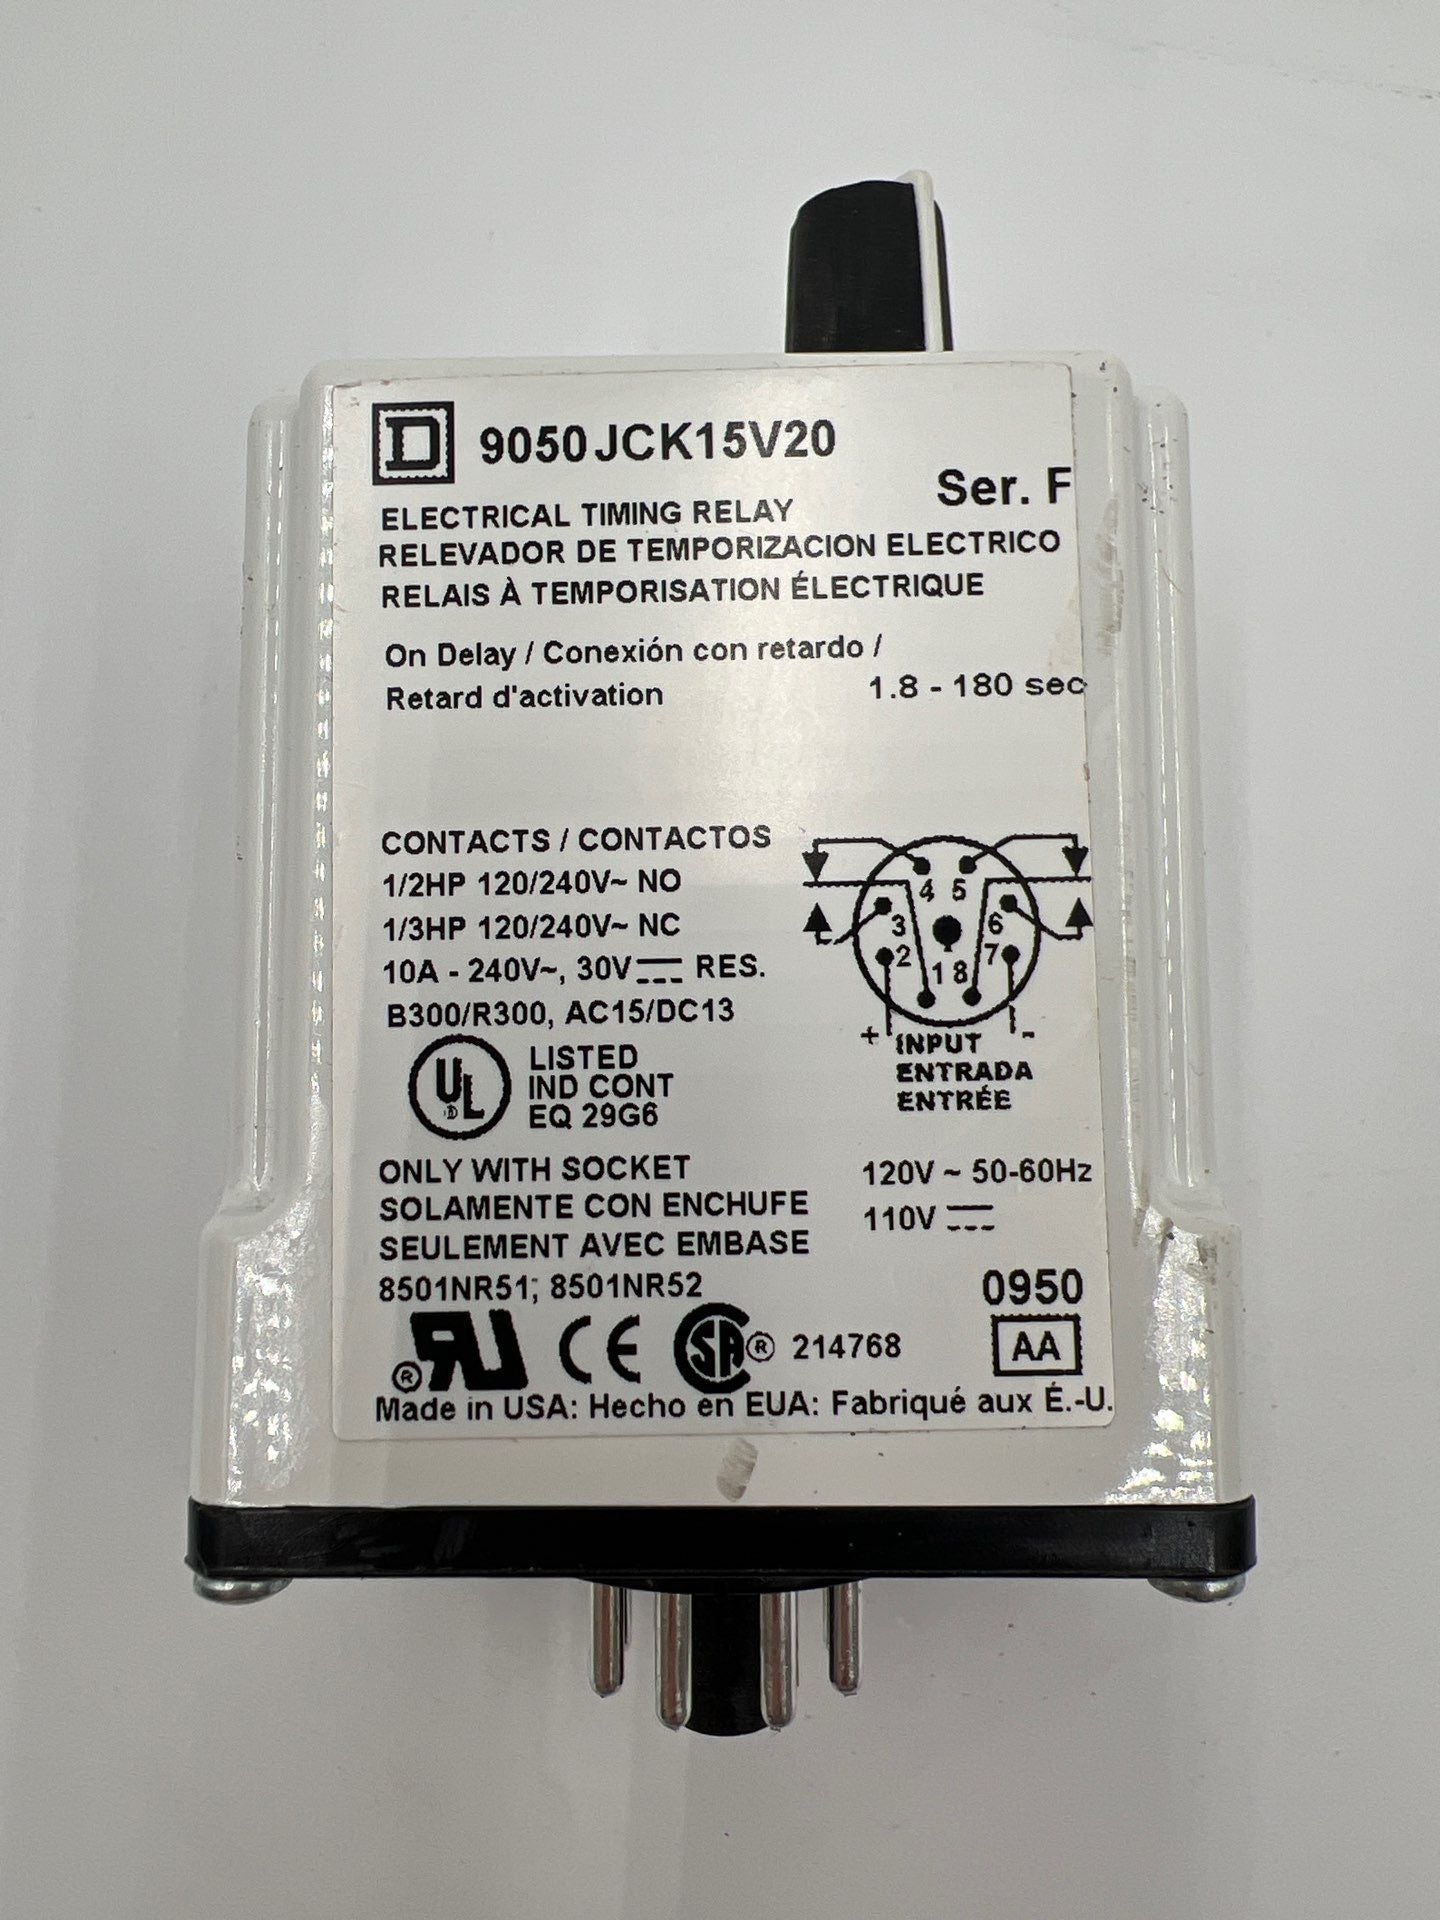 D 9050JCK15V20
Ser. F
ELECTRICAL TIMING RELAY
RELEVADOR DE TEMPORIZACION ELECTRICO
RELAIS À TEMPORISATION ÉLECTRIQUE
On Delay / Conexión con retardo /
Retard d'activation
1.8 - 180 sec
CONTACTS / CONTACTOS
1/2HP 120/240V~ NO
1/3HP 120/240V~ NC
10A - 240V~, 30V⎓ RES.
B300/R300, AC15/DC13
4 5
3 6
2 7
1 8
+ INPUT -
ENTRADA
ENTRÉE
UL LISTED
IND CONT
EQ 29G6
ONLY WITH SOCKET
SOLAMENTE CON ENCHUFE
SEULEMENT AVEC EMBASE
8501NR51; 8501NR52
120V ~ 50-60Hz
110V ⎓
0950
AA
RU® CE SA® 214768
Made in USA: Hecho en EUA: Fabriqué aux É.-U.